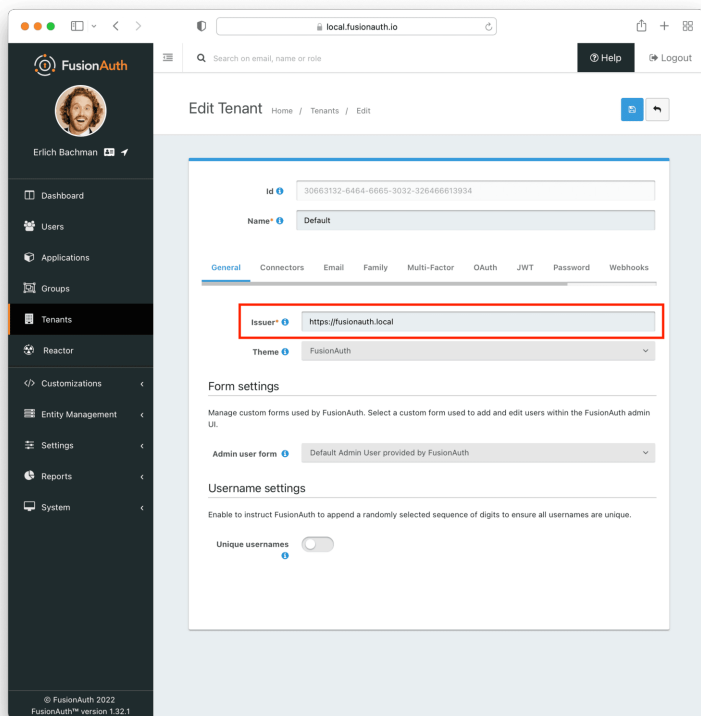 local.fusionauth.io
FusionAuth
Search on email, name or role
Help
Logout
Erlich Bachman
Edit Tenant Home / Tenants / Edit
Dashboard
Users
Applications
Groups
Tenants
Reactor
Customizations
Entity Management
Settings
Reports
System
Id 30663132-6464-6665-3032-326466613934
Name* Default
General Connectors Email Family Multi-Factor OAuth JWT Password Webhooks
Issuer* https://fusionauth.local
Theme FusionAuth
Form settings
Manage custom forms used by FusionAuth. Select a custom form used to add and edit users within the FusionAuth admin
UI.
Admin user form Default Admin User provided by FusionAuth
Username settings
Enable to instruct FusionAuth to append a randomly selected sequence of digits to ensure all usernames are unique.
Unique usernames
© FusionAuth 2022
FusionAuth™ version 1.32.1